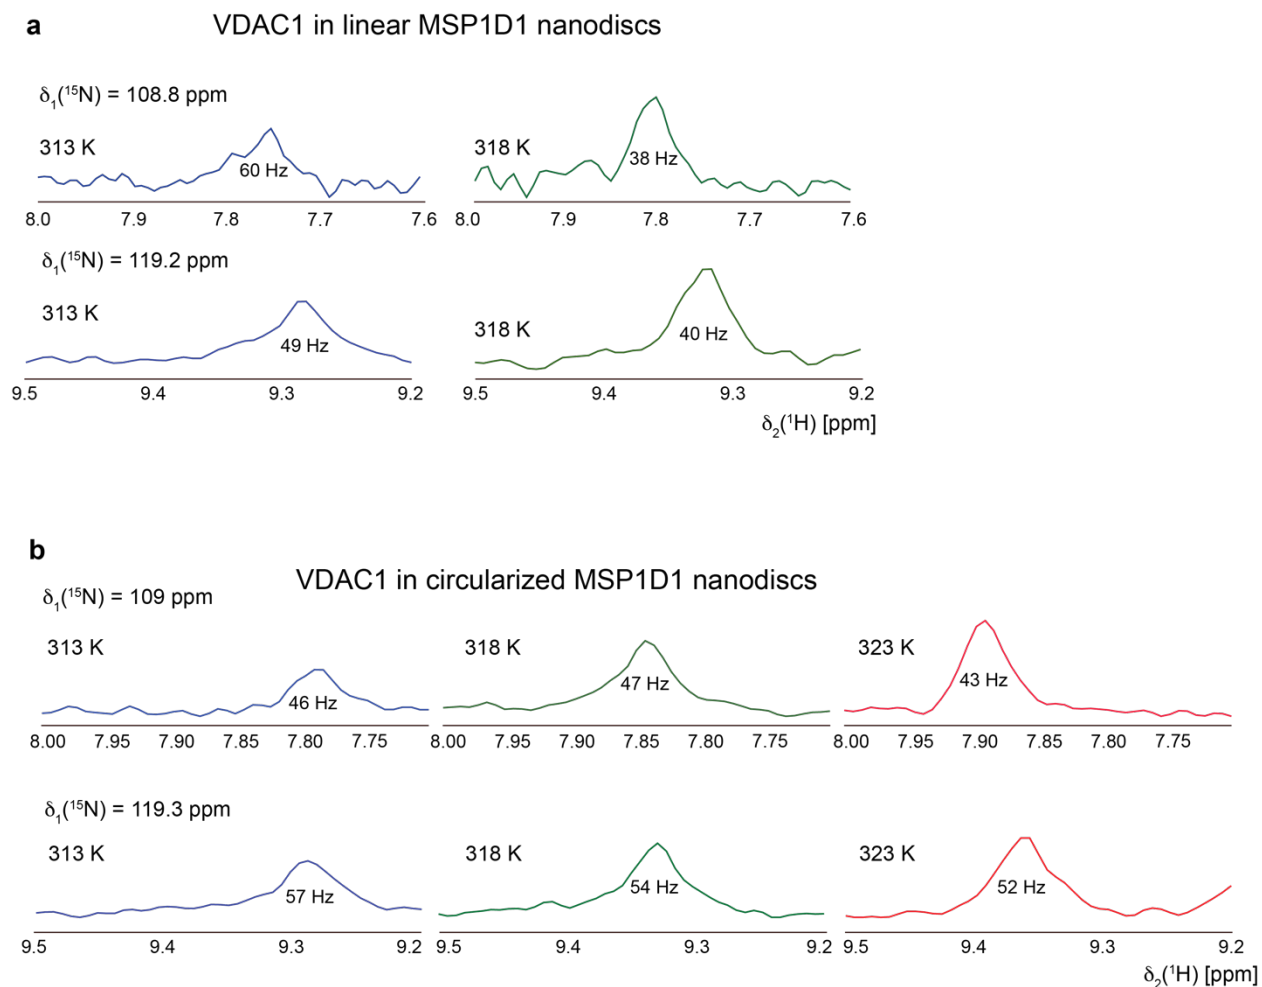 a
VDAC1 in linear MSP1D1 nanodiscs
δ₁(¹⁵N) = 108.8 ppm
313 K
60 Hz
318 K
38 Hz
8.0 7.9 7.8 7.7 7.6
8.0 7.9 7.8 7.7 7.6
δ₁(¹⁵N) = 119.2 ppm
313 K
49 Hz
318 K
40 Hz
9.5 9.4 9.3 9.2
9.5 9.4 9.3 9.2
δ₂(¹H) [ppm]
b
VDAC1 in circularized MSP1D1 nanodiscs
δ₁(¹⁵N) = 109 ppm
313 K
46 Hz
318 K
47 Hz
323 K
43 Hz
8.00 7.95 7.90 7.85 7.80 7.75
8.00 7.95 7.90 7.85 7.80 7.75
8.00 7.95 7.90 7.85 7.80 7.75
δ₁(¹⁵N) = 119.3 ppm
313 K
57 Hz
318 K
54 Hz
323 K
52 Hz
9.5 9.4 9.3 9.2
9.5 9.4 9.3 9.2
9.5 9.4 9.3 9.2
δ₂(¹H) [ppm]